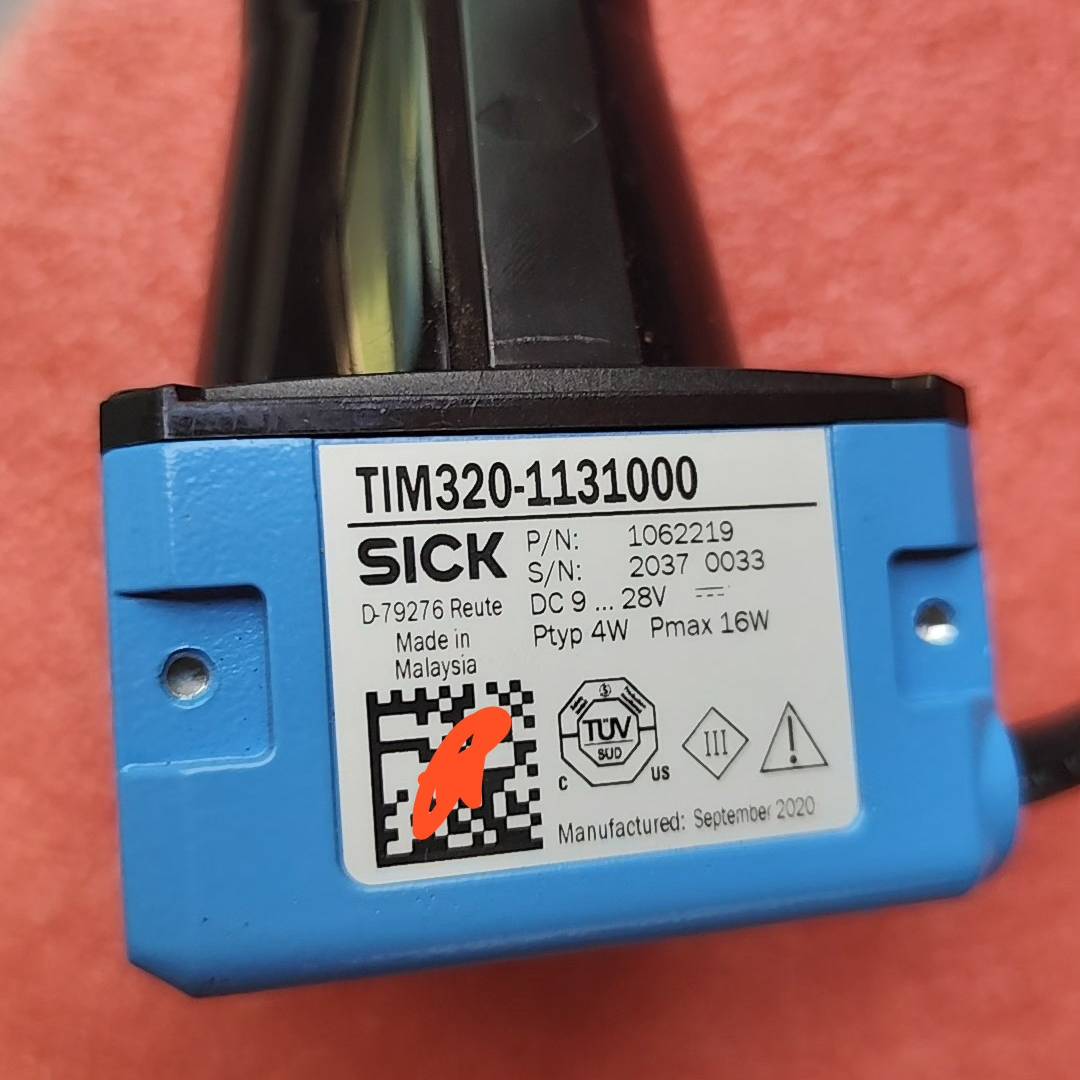 TIM320-1131000
SICK
P/N: 1062219
S/N: 2037 0033
D-79276 Reute
DC 9 ... 28V
Made in
Malaysia
Ptyp 4W Pmax 16W
TÜV
SÜD
C US
III
!
Manufactured: September 2020